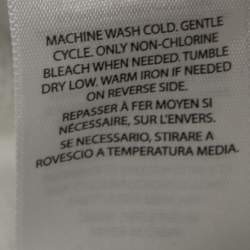 MACHINE WASH COLD. GENTLE
CYCLE. ONLY NON-CHLORINE
BLEACH WHEN NEEDED. TUMBLE
DRY LOW. WARM IRON IF NEEDED
ON REVERSE SIDE.
REPASSER À FER MOYEN SI
NÉCESSAIRE, SUR L'ENVERS.
SE NECESSARIO, STIRARE A
ROVESCIO A TEMPERATURA MEDIA.